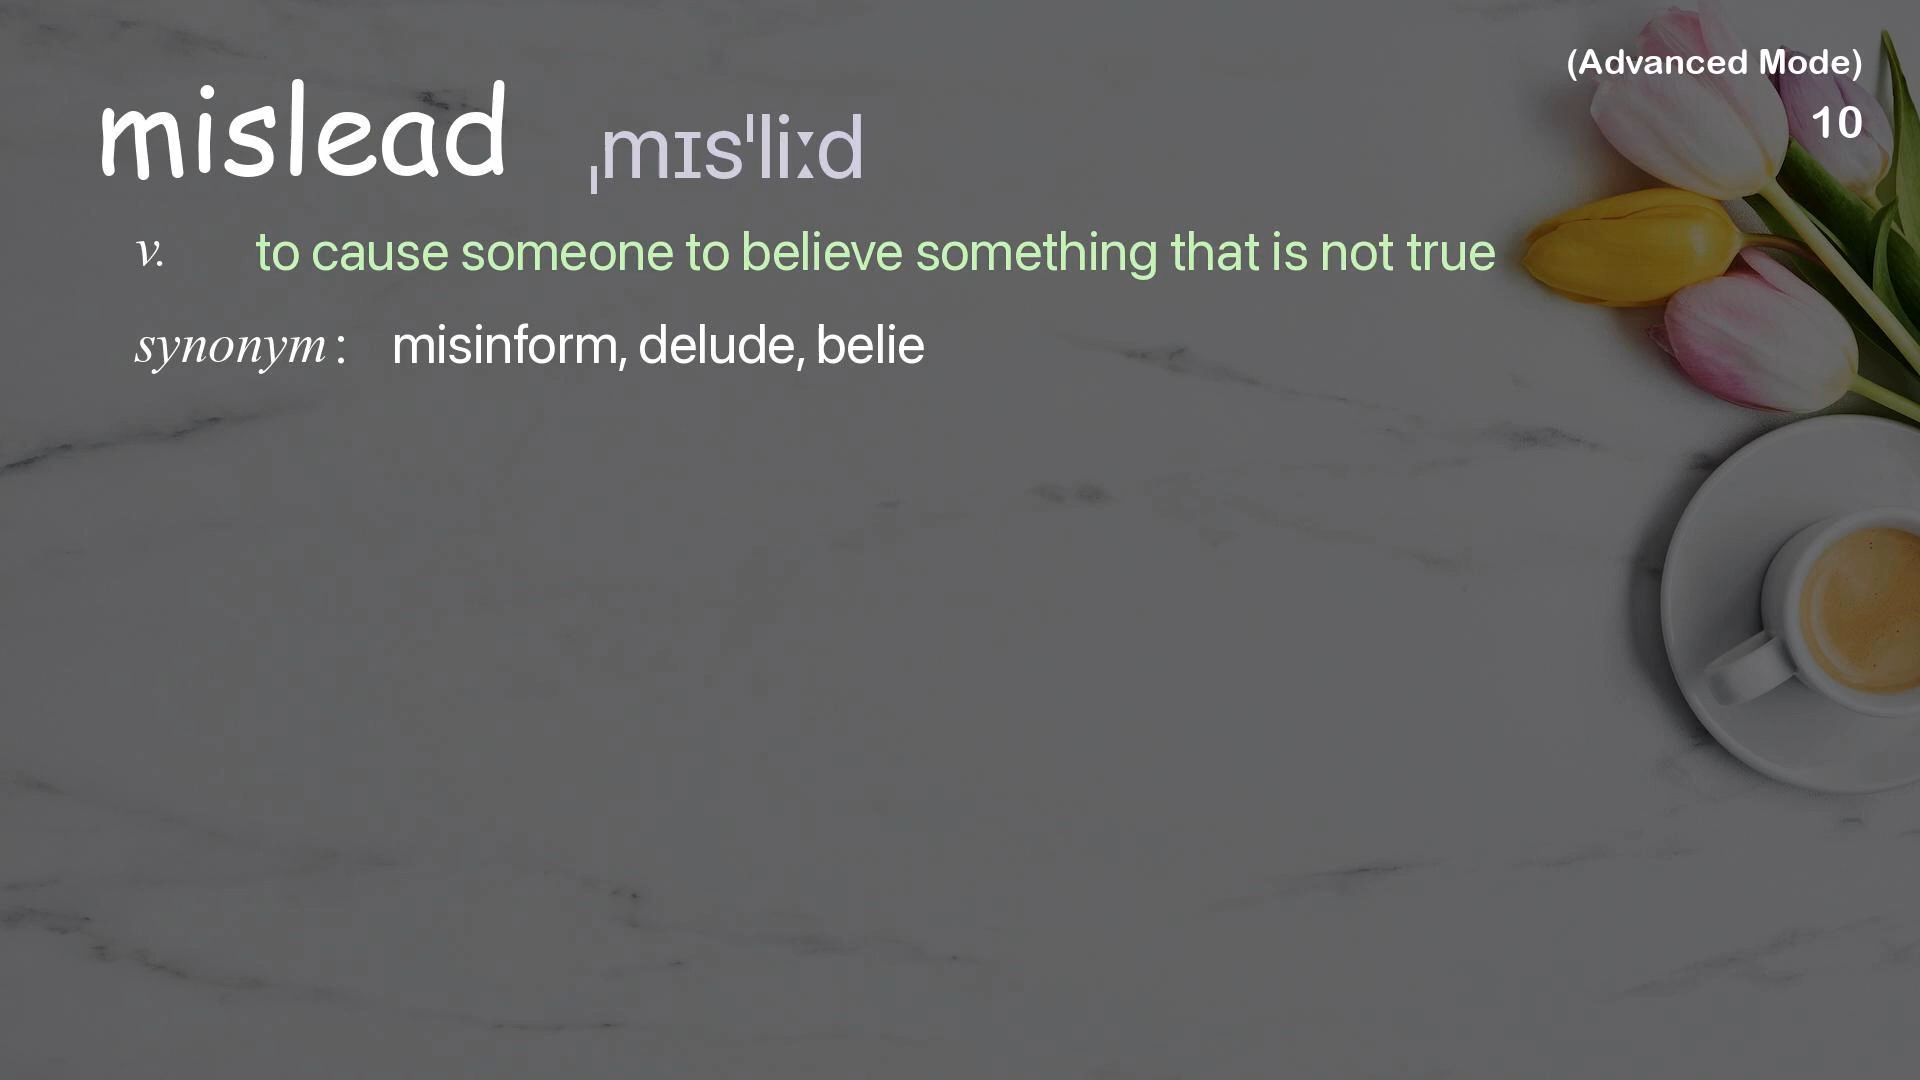 (Advanced Mode)
10
mislead ˌmɪsˈliːd
v. to cause someone to believe something that is not true
synonym : misinform, delude, belie